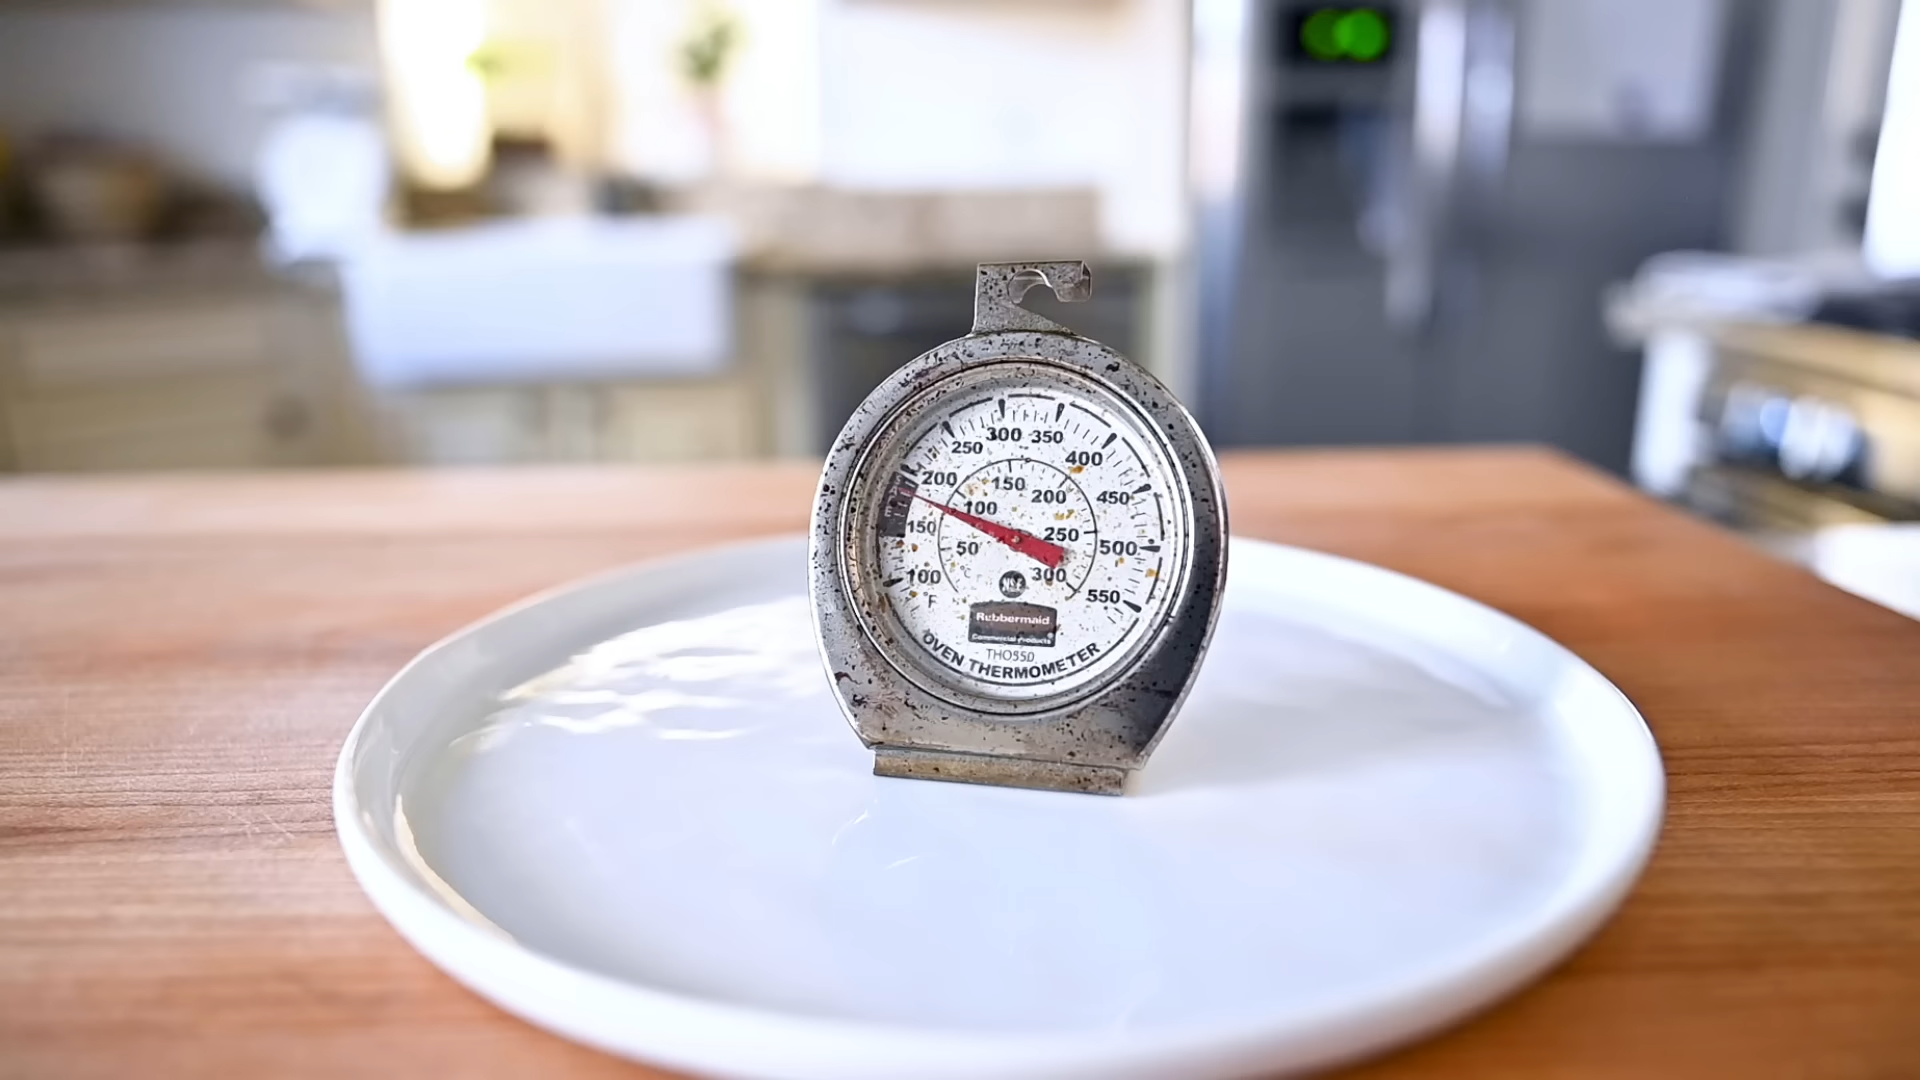 300 350
250 400
200 150 200 450
100
150 250 500
50
100 300 550
F
NSF
Rubbermaid
Commercial Products
THO550
OVEN THERMOMETER